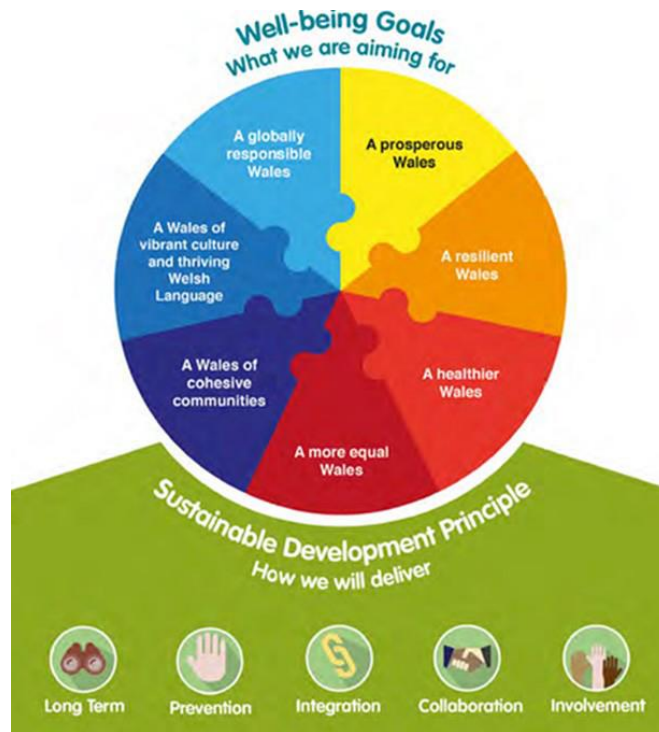 Well-being Goals
What we are aiming for
A globally
responsible
Wales
A prosperous
Wales
A Wales of
vibrant culture
and thriving
Welsh
Language
A resilient
Wales
A Wales of
cohesive
communities
A healthier
Wales
A more equal
Wales
Sustainable Development Principle
How we will deliver
Long Term
Prevention
Integration
Collaboration
Involvement